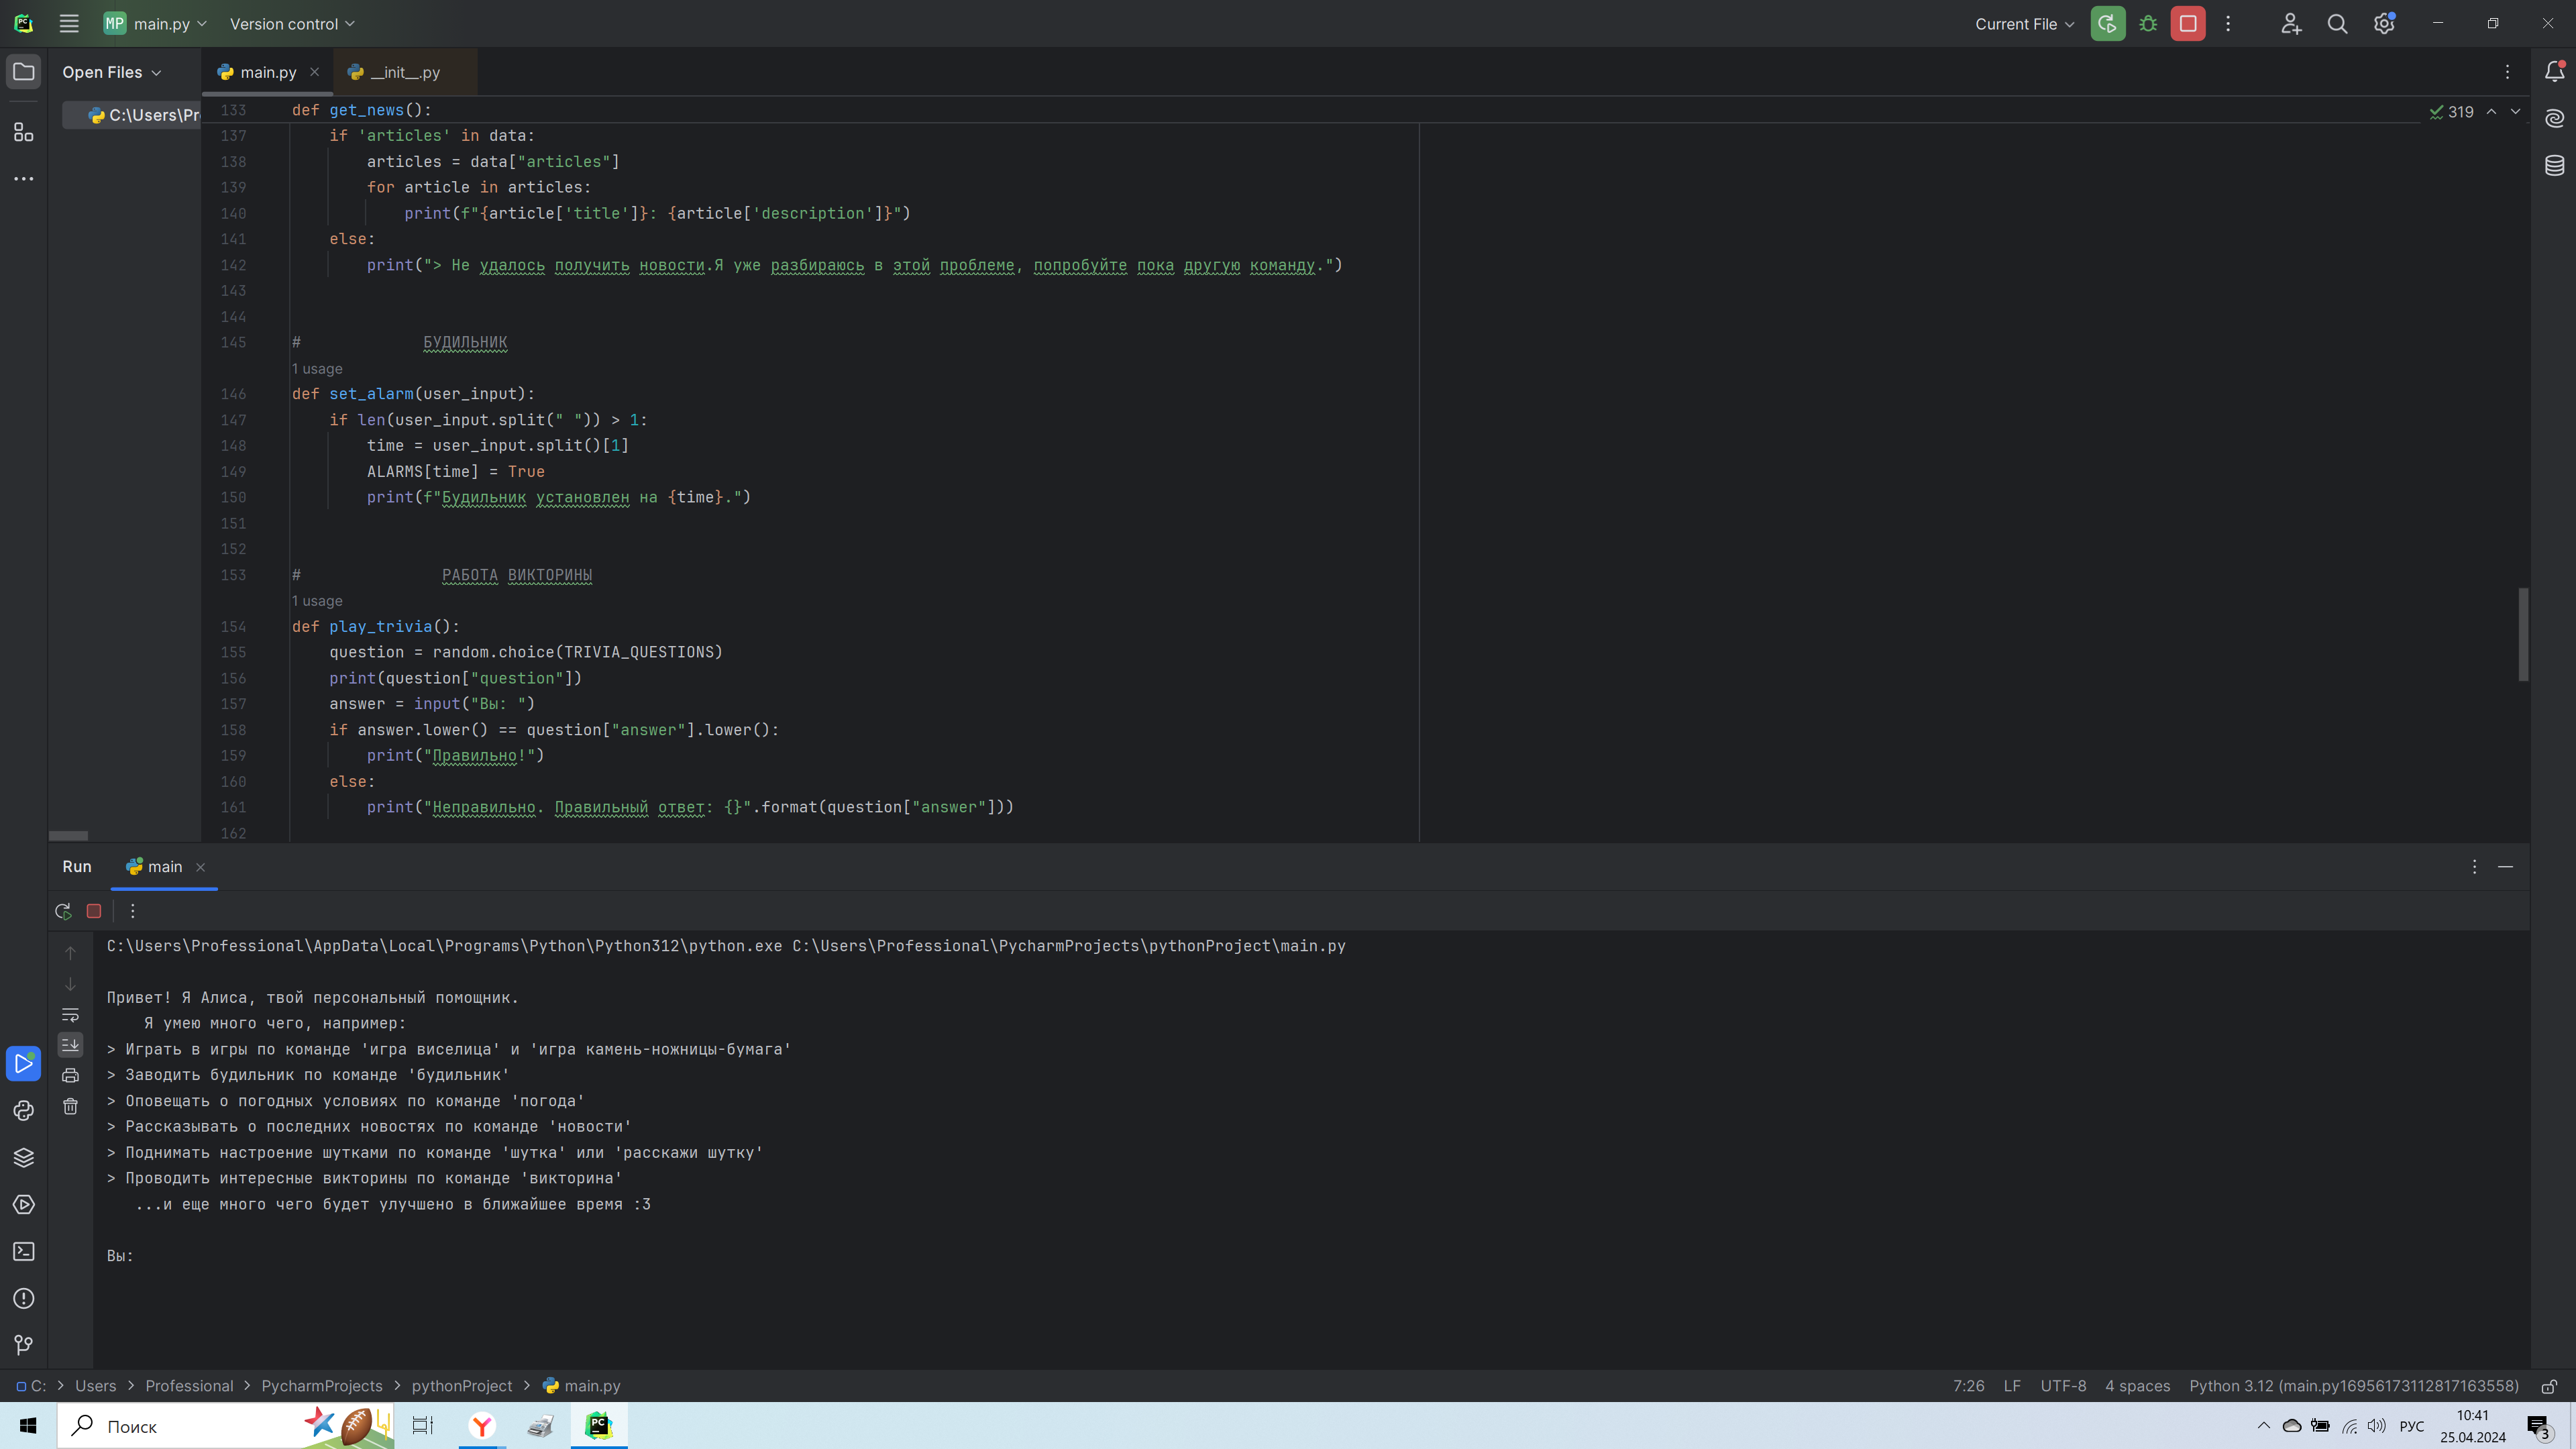 MP main.py Version control Current File
Open Files main.py __init__.py
C:\Users\Pr
319
133 def get_news():
137 if 'articles' in data:
138 articles = data["articles"]
139 for article in articles:
140 print(f"{article['title']}: {article['description']}")
141 else:
142 print("> Не удалось получить новости.Я уже разбираюсь в этой проблеме, попробуйте пока другую команду.")
143
144
145 # БУДИЛЬНИК
1 usage
146 def set_alarm(user_input):
147 if len(user_input.split(" ")) > 1:
148 time = user_input.split()[1]
149 ALARMS[time] = True
150 print(f"Будильник установлен на {time}.")
151
152
153 # РАБОТА ВИКТОРИНЫ
1 usage
154 def play_trivia():
155 question = random.choice(TRIVIA_QUESTIONS)
156 print(question["question"])
157 answer = input("Вы: ")
158 if answer.lower() == question["answer"].lower():
159 print("Правильно!")
160 else:
161 print("Неправильно. Правильный ответ: {}".format(question["answer"]))
162
Run main
C:\Users\Professional\AppData\Local\Programs\Python\Python312\python.exe C:\Users\Professional\PycharmProjects\pythonProject\main.py
Привет! Я Алиса, твой персональный помощник.
Я умею много чего, например:
> Играть в игры по команде 'игра виселица' и 'игра камень-ножницы-бумага'
> Заводить будильник по команде 'будильник'
> Оповещать о погодных условиях по команде 'погода'
> Рассказывать о последних новостях по команде 'новости'
> Поднимать настроение шутками по команде 'шутка' или 'расскажи шутку'
> Проводить интересные викторины по команде 'викторина'
...и еще много чего будет улучшено в ближайшее время :3
Вы:
C: > Users > Professional > PycharmProjects > pythonProject > main.py 7:26 LF UTF-8 4 spaces Python 3.12 (main.py16956173112817163558)
Поиск PC РУС 10:41
25.04.2024 3